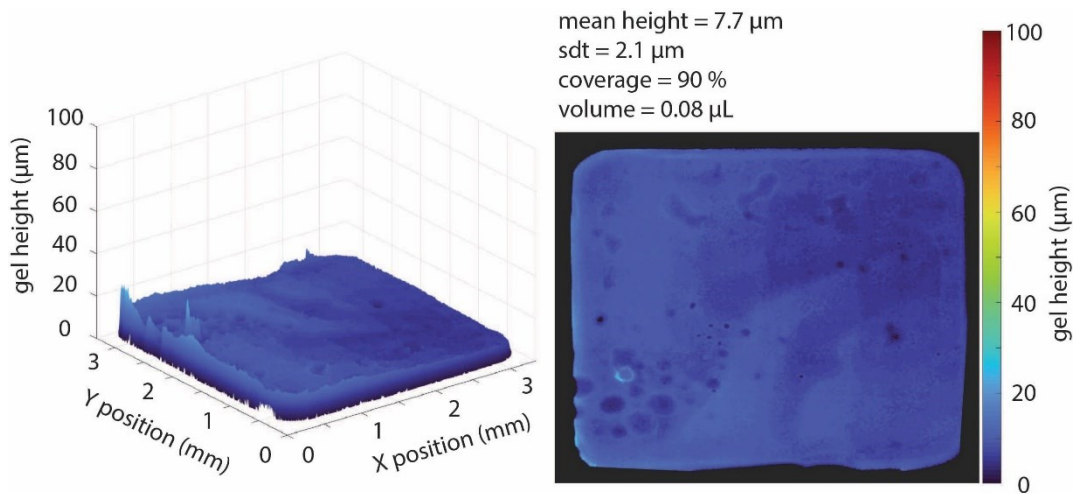 mean height = 7.7 µm
sdt = 2.1 µm
coverage = 90 %
volume = 0.08 µL
gel height (µm)
100
80
60
40
20
0
Y position (mm)
3
2
1
0
X position (mm)
0
1
2
3
gel height (µm)
100
80
60
40
20
0